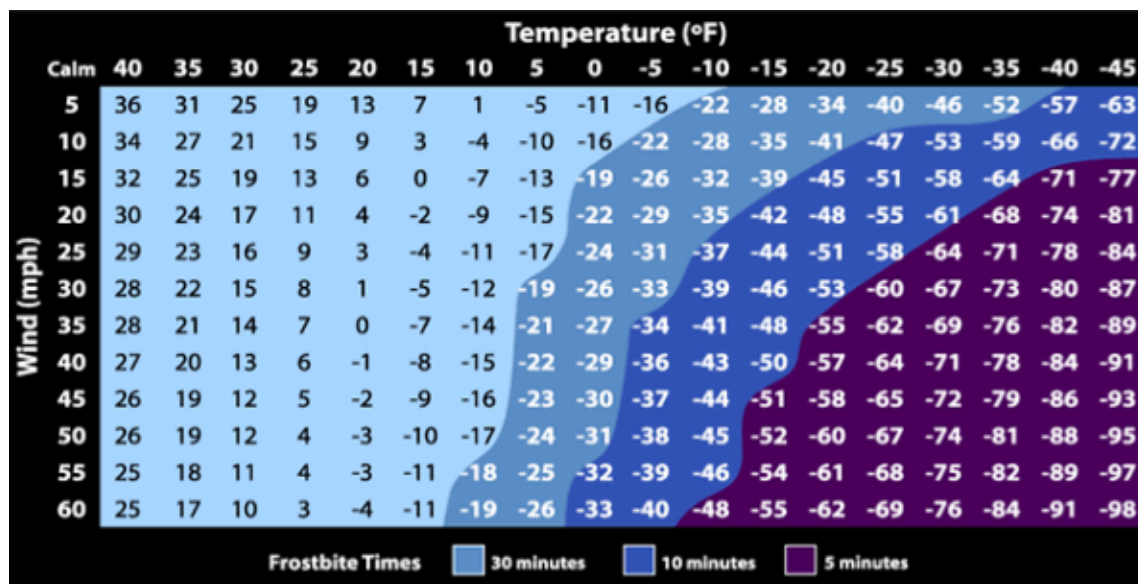 Temperature (ºF)
Calm 40 35 30 25 20 15 10 5 0 -5 -10 -15 -20 -25 -30 -35 -40 -45
5 36 31 25 19 13 7 1 -5 -11 -16 -22 -28 -34 -40 -46 -52 -57 -63
10 34 27 21 15 9 3 -4 -10 -16 -22 -28 -35 -41 -47 -53 -59 -66 -72
15 32 25 19 13 6 0 -7 -13 -19 -26 -32 -39 -45 -51 -58 -64 -71 -77
20 30 24 17 11 4 -2 -9 -15 -22 -29 -35 -42 -48 -55 -61 -68 -74 -81
25 29 23 16 9 3 -4 -11 -17 -24 -31 -37 -44 -51 -58 -64 -71 -78 -84
30 28 22 15 8 1 -5 -12 -19 -26 -33 -39 -46 -53 -60 -67 -73 -80 -87
35 28 21 14 7 0 -7 -14 -21 -27 -34 -41 -48 -55 -62 -69 -76 -82 -89
40 27 20 13 6 -1 -8 -15 -22 -29 -36 -43 -50 -57 -64 -71 -78 -84 -91
45 26 19 12 5 -2 -9 -16 -23 -30 -37 -44 -51 -58 -65 -72 -79 -86 -93
50 26 19 12 4 -3 -10 -17 -24 -31 -38 -45 -52 -60 -67 -74 -81 -88 -95
55 25 18 11 4 -3 -11 -18 -25 -32 -39 -46 -54 -61 -68 -75 -82 -89 -97
60 25 17 10 3 -4 -11 -19 -26 -33 -40 -48 -55 -62 -69 -76 -84 -91 -98
Wind (mph)
Frostbite Times 30 minutes 10 minutes 5 minutes